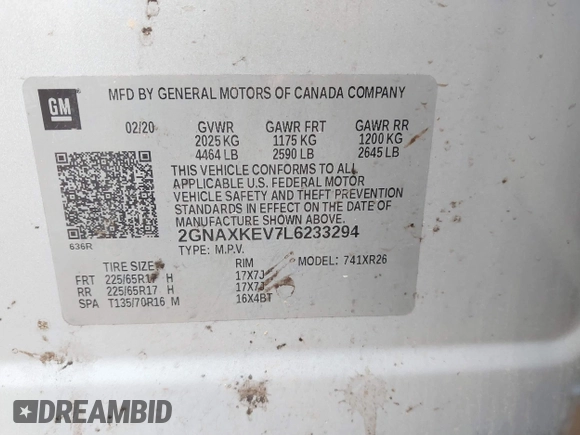 GM
MFD BY GENERAL MOTORS OF CANADA COMPANY
02/20 GVWR GAWR FRT GAWR RR
2025 KG 1175 KG 1200 KG
4464 LB 2590 LB 2645 LB
THIS VEHICLE CONFORMS TO ALL
APPLICABLE U.S. FEDERAL MOTOR
VEHICLE SAFETY AND THEFT PREVENTION
STANDARDS IN EFFECT ON THE DATE OF
MANUFACTURE SHOWN ABOVE.
636R
2GNAXKEV7L6233294
TYPE: M.P.V.
TIRE SIZE RIM MODEL: 741XR26
FRT 225/65R17 H 17X7J
RR 225/65R17 H 17X7J
SPA T135/70R16 M 16X4BT
DREAMBID